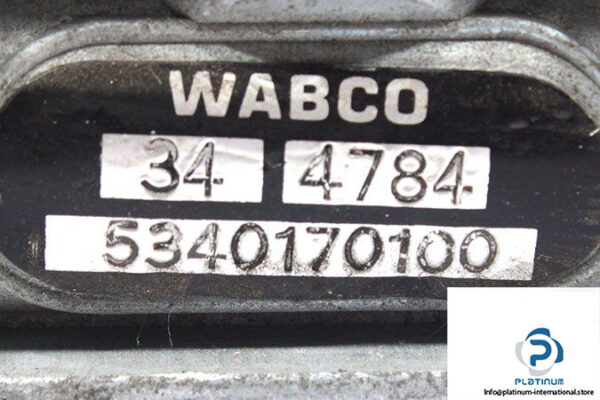 WABCO
34 4784
5340170100
PLATINUM
Info@platinum-international.store